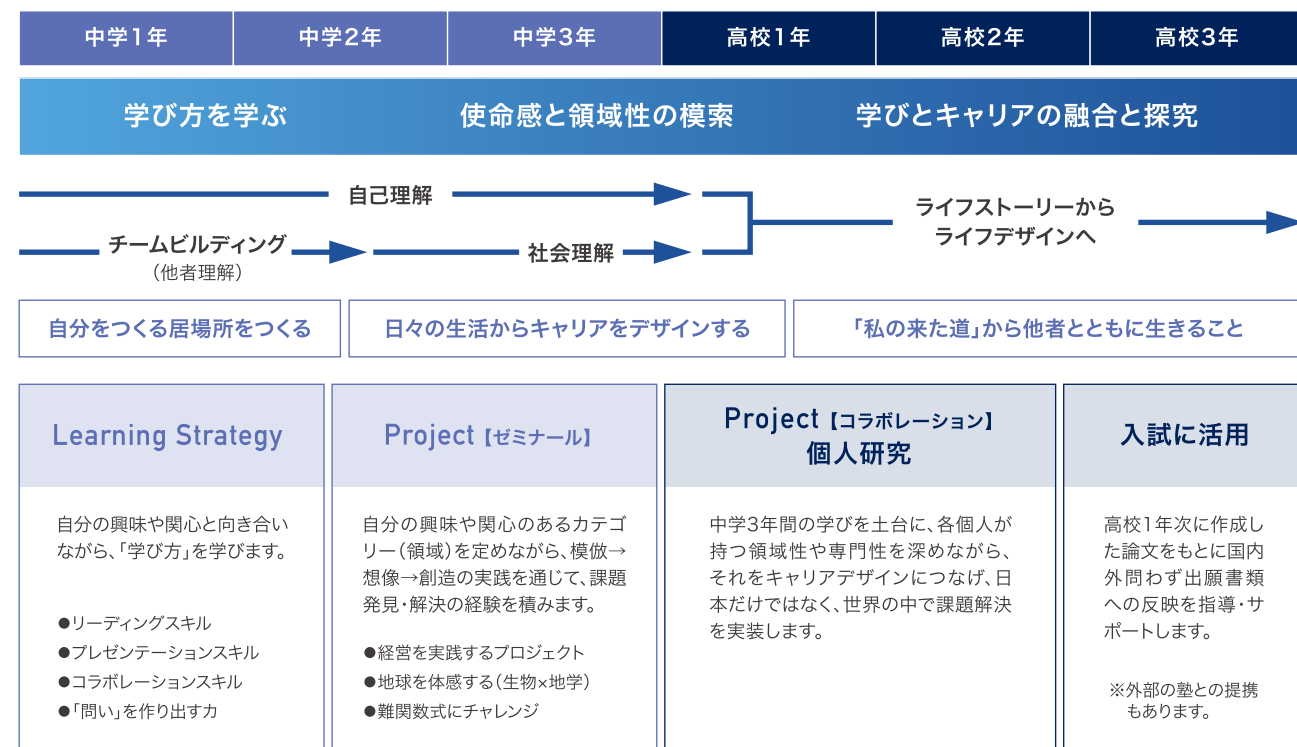 中学1年
中学2年
中学3年
高校1年
高校2年
高校3年
学び方を学ぶ
使命感と領域性の模索
学びとキャリアの融合と探究
自己理解
チームビルディング
（他者理解）
社会理解
ライフストーリーから
ライフデザインへ
自分をつくる居場所をつくる
日々の生活からキャリアをデザインする
「私の来た道」から他者とともに生きること
Learning Strategy
自分の興味や関心と向き合い
ながら、「学び方」を学びます。
●リーディングスキル
●プレゼンテーションスキル
●コラボレーションスキル
●「問い」を作り出す力
Project【ゼミナール】
自分の興味や関心のあるカテゴ
リー（領域）を定めながら、模倣→
想像→創造の実践を通じて、課題
発見・解決の経験を積みます。
●経営を実践するプロジェクト
●地球を体感する（生物×地学）
●難関数式にチャレンジ
Project【コラボレーション】
個人研究
中学3年間の学びを土台に、各個人が
持つ領域性や専門性を深めながら、
それをキャリアデザインにつなげ、日
本だけではなく、世界の中で課題解決
を実装します。
入試に活用
高校1年次に作成し
た論文をもとに国内
外問わず出願書類
への反映を指導・サ
ポートします。
※外部の塾との提携
もあります。